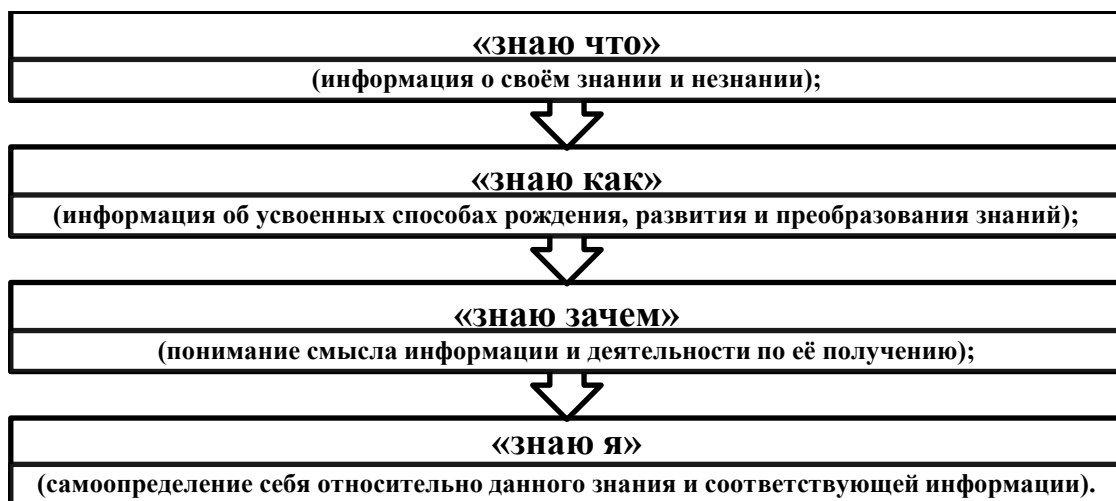 «знаю что»
(информация о своём знании и незнании);
«знаю как»
(информация об усвоенных способах рождения, развития и преобразования знаний);
«знаю зачем»
(понимание смысла информации и деятельности по её получению);
«знаю я»
(самоопределение себя относительно данного знания и соответствующей информации).